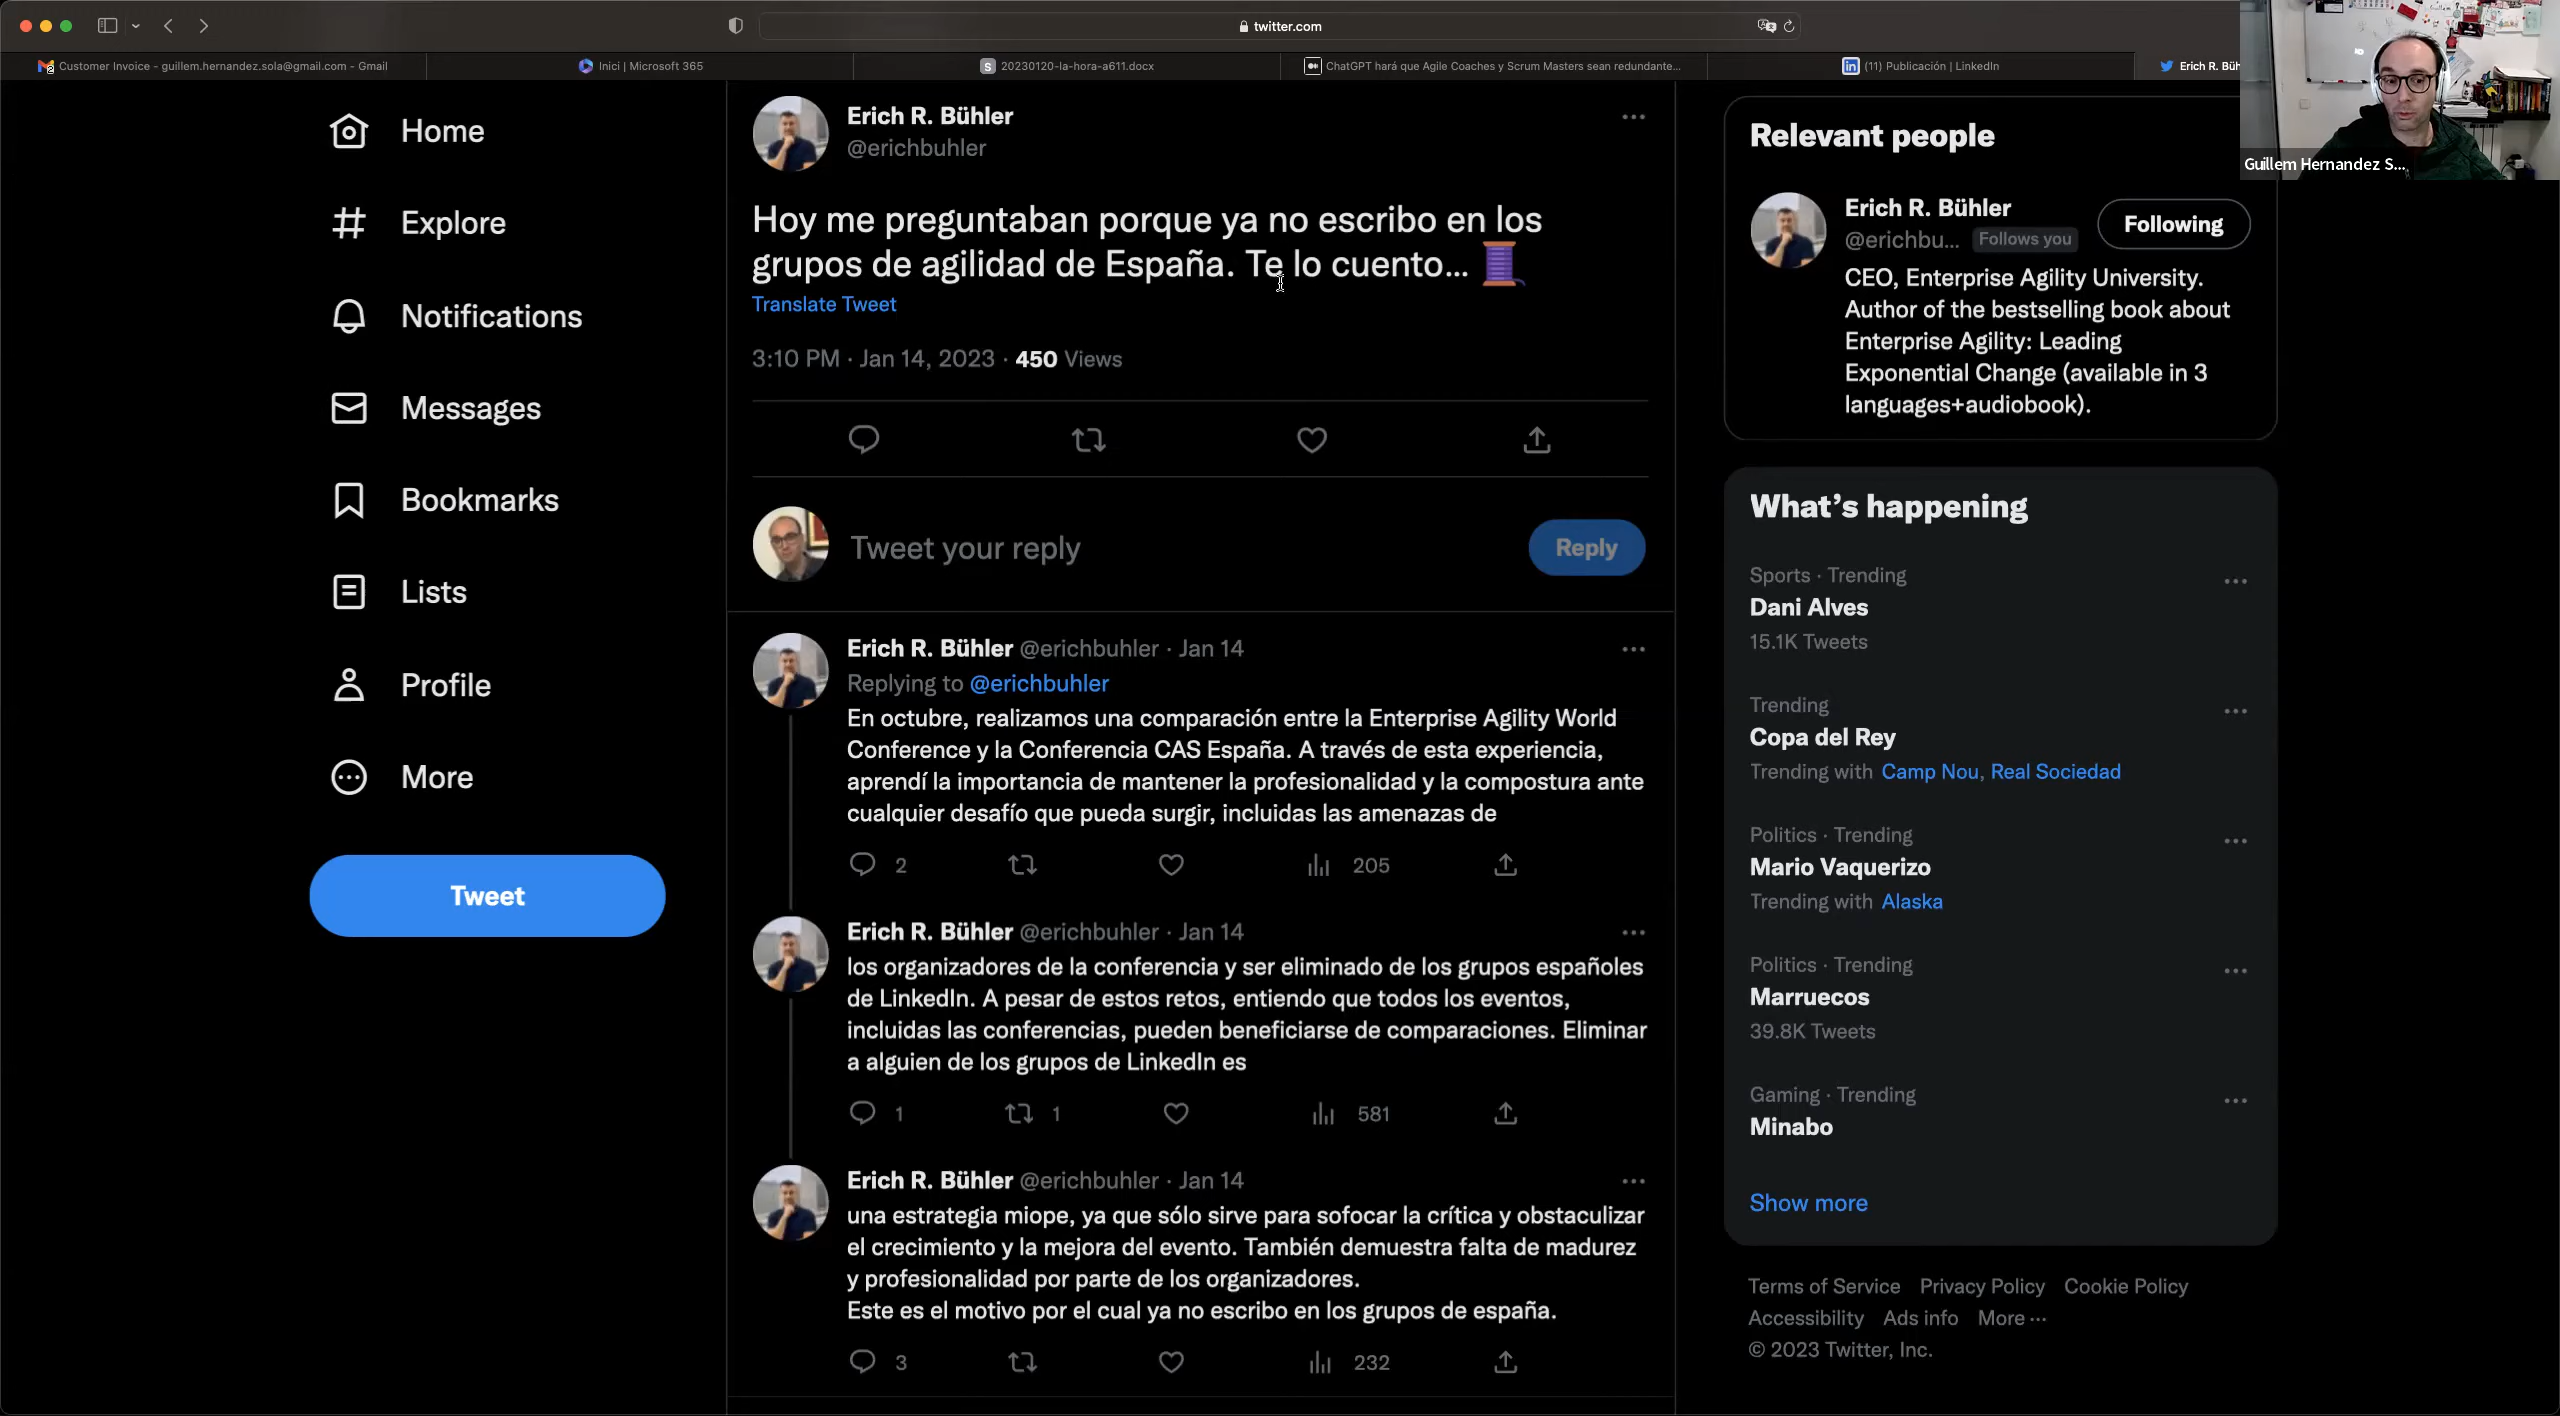 twitter.com
Customer Invoice - guillem.hernandez.sola@gmail.com - Gmail
Inici | Microsoft 365
20230120-la-hora-a611.docx
ChatGPT hará que Agile Coaches y Scrum Masters sean redundante...
(11) Publicación | LinkedIn
Erich R. Büh
Guillem Hernandez S...
Home
Explore
Notifications
Messages
Bookmarks
Lists
Profile
More
Tweet
Erich R. Bühler
@erichbuhler
Hoy me preguntaban porque ya no escribo en los
grupos de agilidad de España. Te lo cuento...
Translate Tweet
3:10 PM · Jan 14, 2023 · 450 Views
Tweet your reply
Reply
Erich R. Bühler @erichbuhler · Jan 14
Replying to @erichbuhler
En octubre, realizamos una comparación entre la Enterprise Agility World
Conference y la Conferencia CAS España. A través de esta experiencia,
aprendí la importancia de mantener la profesionalidad y la compostura ante
cualquier desafío que pueda surgir, incluidas las amenazas de
2
205
Erich R. Bühler @erichbuhler · Jan 14
los organizadores de la conferencia y ser eliminado de los grupos españoles
de LinkedIn. A pesar de estos retos, entiendo que todos los eventos,
incluidas las conferencias, pueden beneficiarse de comparaciones. Eliminar
a alguien de los grupos de LinkedIn es
1
1
581
Erich R. Bühler @erichbuhler · Jan 14
una estrategia miope, ya que sólo sirve para sofocar la crítica y obstaculizar
el crecimiento y la mejora del evento. También demuestra falta de madurez
y profesionalidad por parte de los organizadores.
Este es el motivo por el cual ya no escribo en los grupos de españa.
3
232
Relevant people
Erich R. Bühler
@erichbu... Follows you
Following
CEO, Enterprise Agility University.
Author of the bestselling book about
Enterprise Agility: Leading
Exponential Change (available in 3
languages+audiobook).
What's happening
Sports · Trending
Dani Alves
15.1K Tweets
Trending
Copa del Rey
Trending with Camp Nou, Real Sociedad
Politics · Trending
Mario Vaquerizo
Trending with Alaska
Politics · Trending
Marruecos
39.8K Tweets
Gaming · Trending
Minabo
Show more
Terms of Service Privacy Policy Cookie Policy
Accessibility Ads info More ···
© 2023 Twitter, Inc.